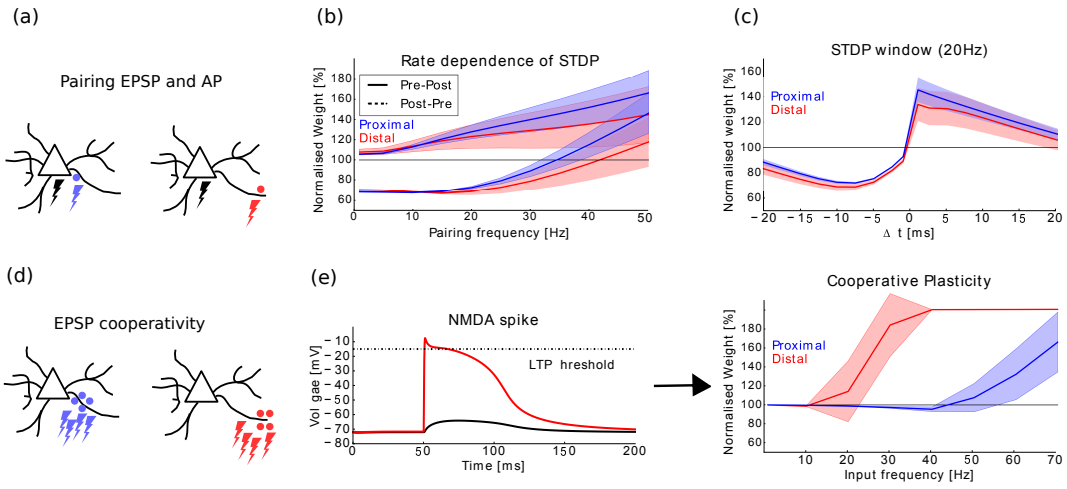 (a)
Pairing EPSP and AP
(b)
Rate dependence of STDP
Normalised Weight [%]
180
160
140
120
100
80
60
Pre-Post
Post-Pre
Proximal
Distal
0 10 20 30 40 50
Pairing frequency [Hz]
(c)
STDP window (20Hz)
Normalised weight [%]
160
140
120
100
80
60
Proximal
Distal
−20 −15 −10 −5 0 5 10 15 20
Δ t [ms]
(d)
EPSP cooperativity
(e)
NMDA spike
Vol gae [mV]
−10
−20
−30
−40
−50
−60
−70
−80
LTP threshold
0 50 100 150 200
Time [ms]
Cooperative Plasticity
Normalised Weight [%]
180
160
140
120
100
80
60
Proximal
Distal
10 20 30 40 50 60 70
Input frequency [Hz]